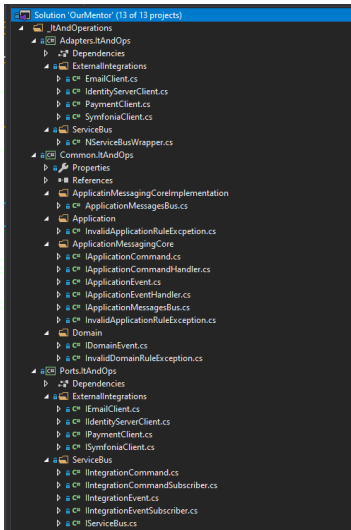 Solution 'OurMentor' (13 of 13 projects)
_ItAndOperations
Adapters.ItAndOps
Dependencies
ExternalIntegrations
EmailClient.cs
IdentityServerClient.cs
PaymentClient.cs
SymfoniaClient.cs
ServiceBus
NServiceBusWrapper.cs
Common.ItAndOps
Properties
References
ApplicatinMessagingCoreImplementation
ApplicationMessagesBus.cs
Application
InvalidApplicationRuleExcpetion.cs
ApplicationMessagingCore
IApplicationCommand.cs
IApplicationCommandHandler.cs
IApplicationEvent.cs
IApplicationEventHandler.cs
IApplicationMessagesBus.cs
InvalidApplicationRuleException.cs
Domain
IDomainEvent.cs
InvalidDomainRuleException.cs
Ports.ItAndOps
Dependencies
ExternalIntegrations
IEmailClient.cs
IIdentityServerClient.cs
IPaymentClient.cs
ISymfoniaClient.cs
ServiceBus
IIntegrationCommand.cs
IIntegrationCommandSubscriber.cs
IIntegrationEvent.cs
IIntegrationEventSubscriber.cs
IServiceBus.cs